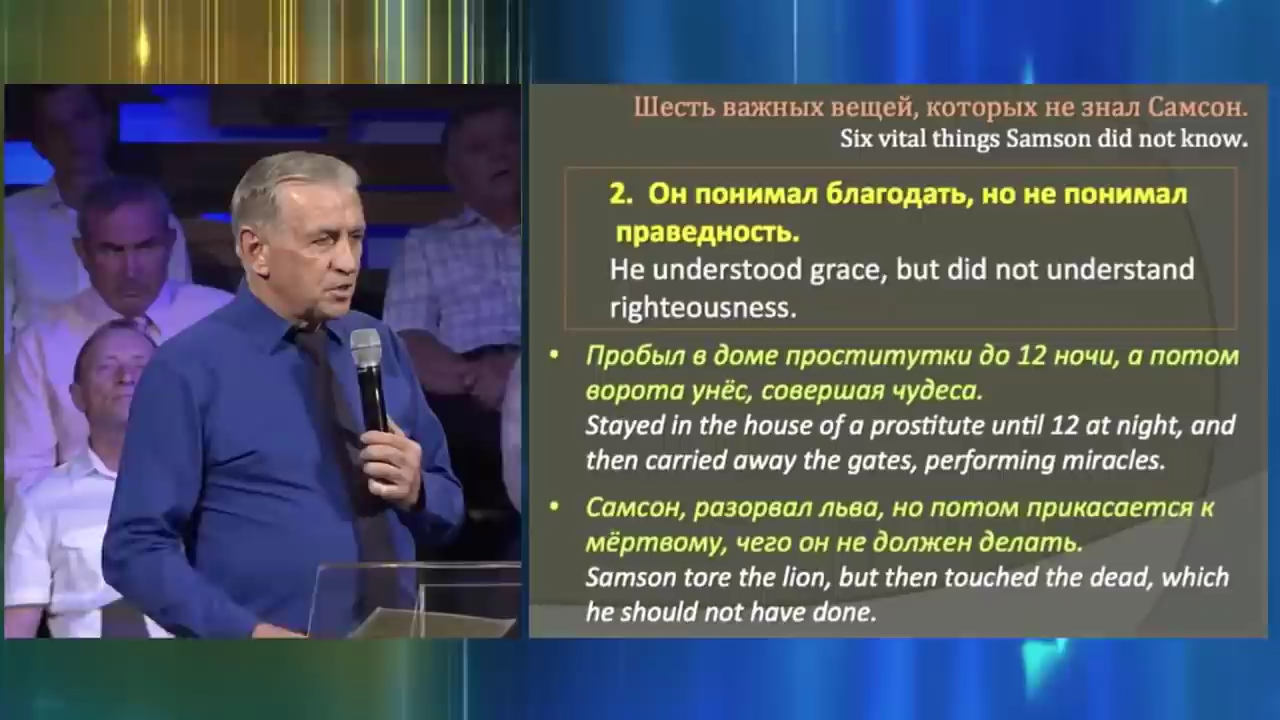 Шесть важных вещей, которых не знал Самсон.
Six vital things Samson did not know.
2. Он понимал благодать, но не понимал
праведность.
He understood grace, but did not understand
righteousness.
• Пробыл в доме проститутки до 12 ночи, а потом
ворота унёс, совершая чудеса.
Stayed in the house of a prostitute until 12 at night, and
then carried away the gates, performing miracles.
• Самсон, разорвал льва, но потом прикасается к
мёртвому, чего он не должен делать.
Samson tore the lion, but then touched the dead, which
he should not have done.